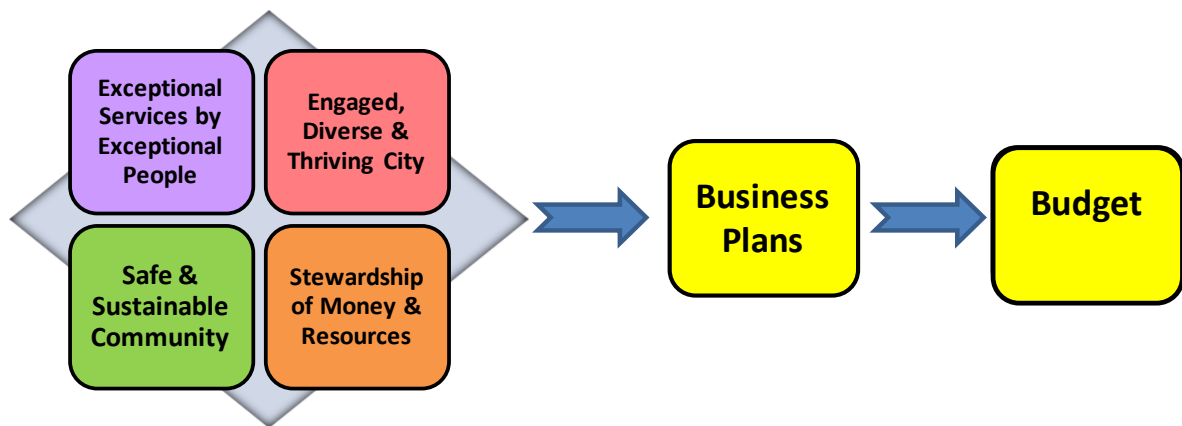 Exceptional
Services by
Exceptional
People
Engaged,
Diverse &
Thriving City
Safe &
Sustainable
Community
Stewardship
of Money &
Resources
Business
Plans
Budget